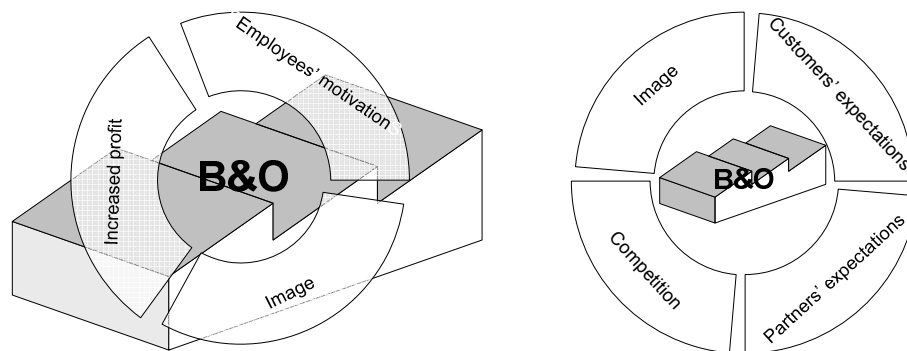 Employees' motivation
Increased profit
B&O
Image
Image
Customers' expectations
B&O
Competition
Partners' expectations